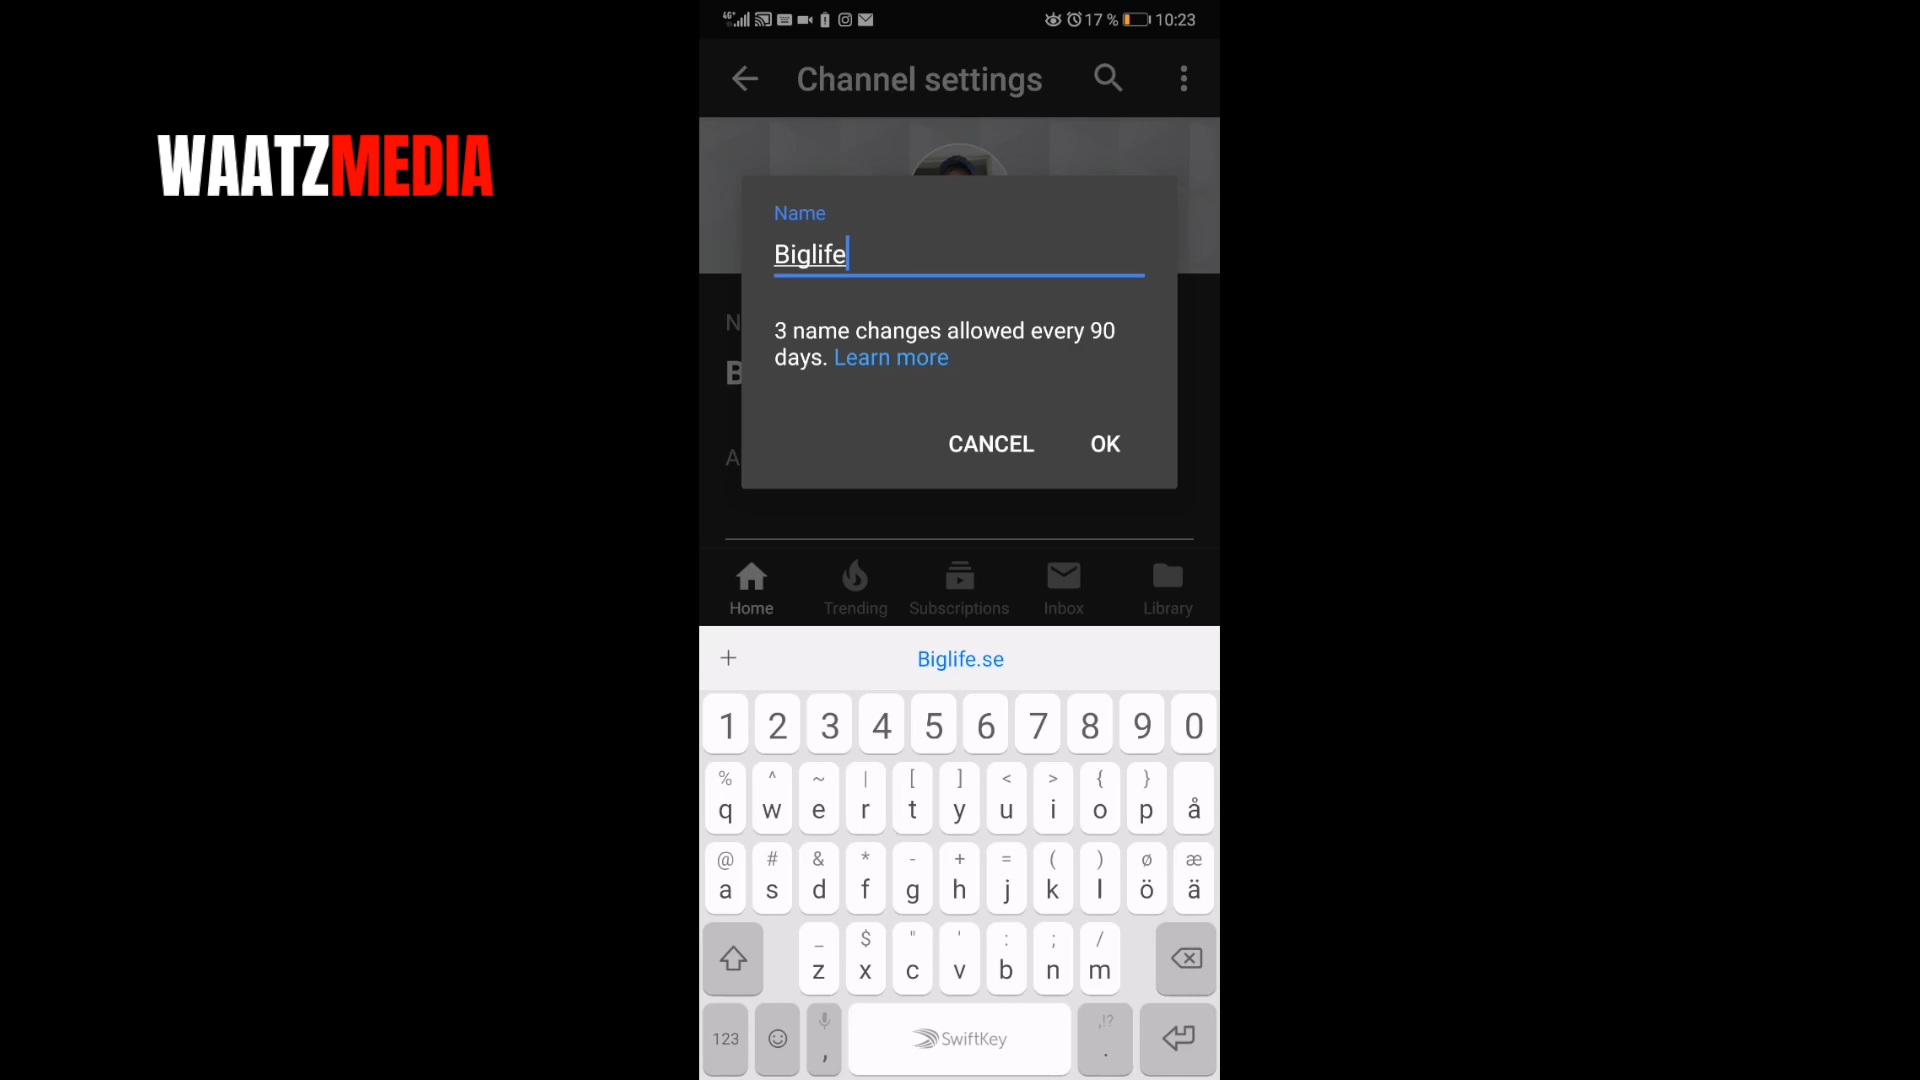 17 % 10:23
Channel settings
WAATZMEDIA
Name
Biglife
3 name changes allowed every 90
days. Learn more
CANCEL OK
N
B
A
Home Trending Subscriptions Inbox Library
+ Biglife.se
1 2 3 4 5 6 7 8 9 0
% ^ ~ | [ ] < > { }
q w e r t y u i o p å
@ # & * - + = ( ) ø æ
a s d f g h j k l ö ä
_ $ " ' : ; /
z x c v b n m
,!?
123 , SwiftKey .